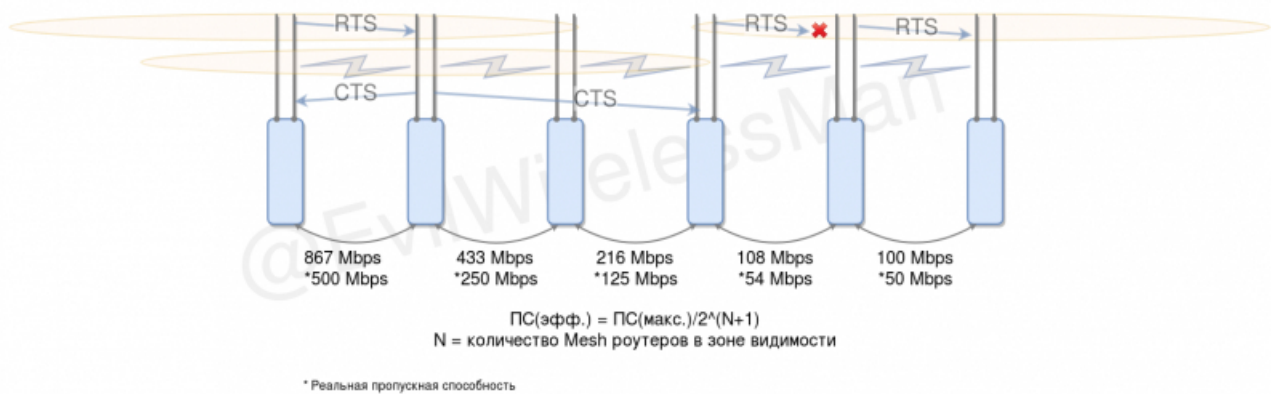 RTS RTS RTS
CTS CTS
@EvilWirelessMan
867 Mbps 433 Mbps 216 Mbps 108 Mbps 100 Mbps
*500 Mbps *250 Mbps *125 Mbps *54 Mbps *50 Mbps
ПС(эфф.) = ПС(макс.)/2^(N+1)
N = количество Mesh роутеров в зоне видимости
* Реальная пропускная способность